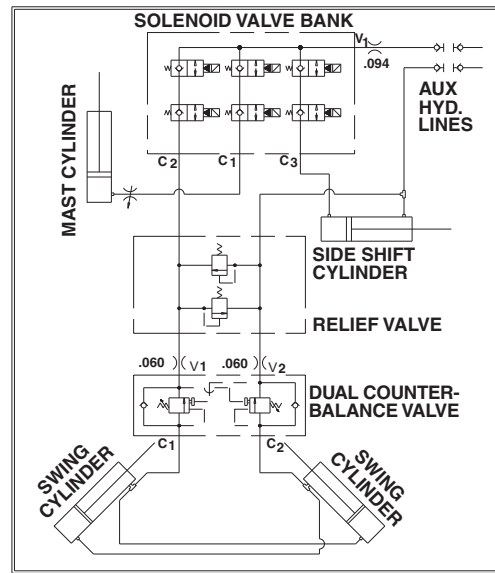 SOLENOID VALVE BANK
V1
.094
AUX
HYD.
LINES
MAST CYLINDER
C2
C1
C3
SIDE SHIFT
CYLINDER
RELIEF VALVE
.060
V1
.060
V2
DUAL COUNTER-
BALANCE VALVE
C1
C2
SWING
CYLINDER
SWING
CYLINDER